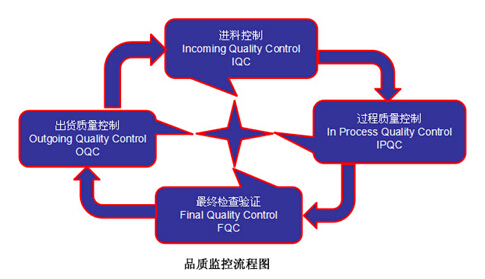 进料控制
Incoming Quality Control
IQC
过程质量控制
In Process Quality Control
IPQC
出货质量控制
Outgoing Quality Control
OQC
最终检查验证
Final Quality Control
FQC
品质监控流程图